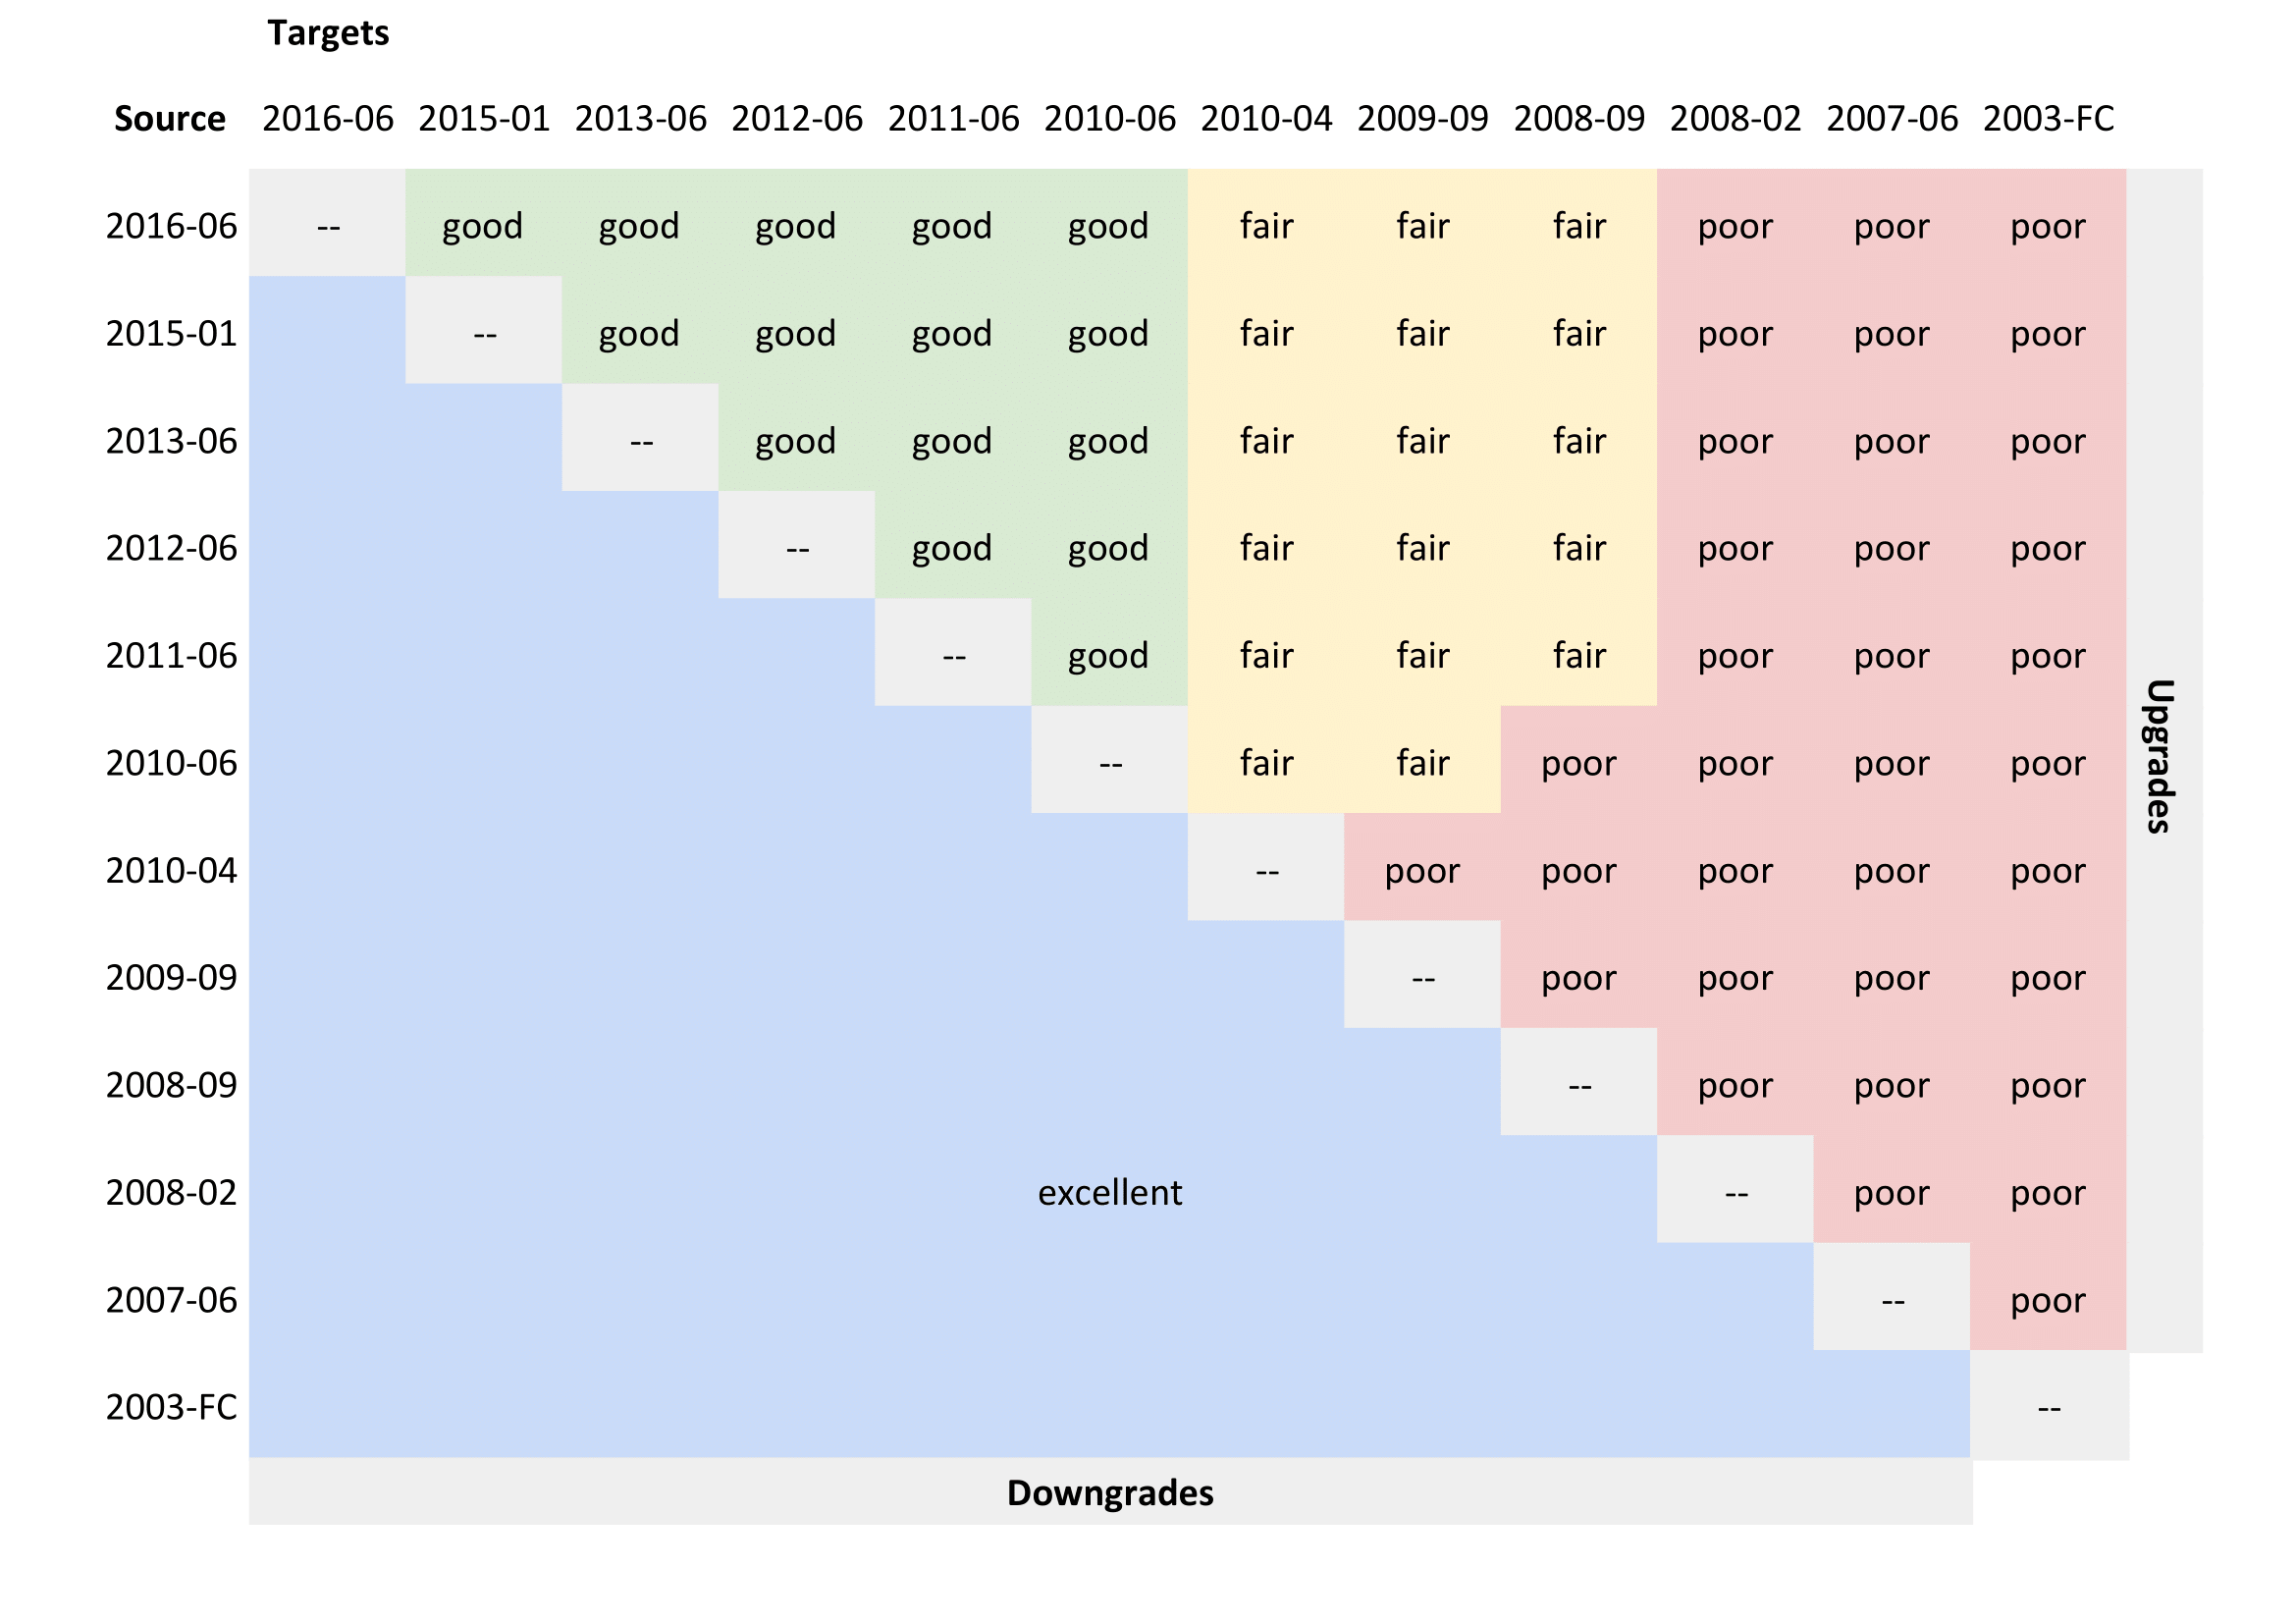 Targets
Source 2016-06 2015-01 2013-06 2012-06 2011-06 2010-06 2010-04 2009-09 2008-09 2008-02 2007-06 2003-FC
2016-06 -- good good good good good fair fair fair poor poor poor
2015-01 -- good good good good fair fair fair poor poor poor
2013-06 -- good good good fair fair fair poor poor poor
2012-06 -- good good fair fair fair poor poor poor
2011-06 -- good fair fair fair poor poor poor
2010-06 -- fair fair poor poor poor poor
2010-04 -- poor poor poor poor poor
2009-09 -- poor poor poor poor
2008-09 -- poor poor poor
2008-02 excellent -- poor poor
2007-06 -- poor
2003-FC --
Upgrades
Downgrades